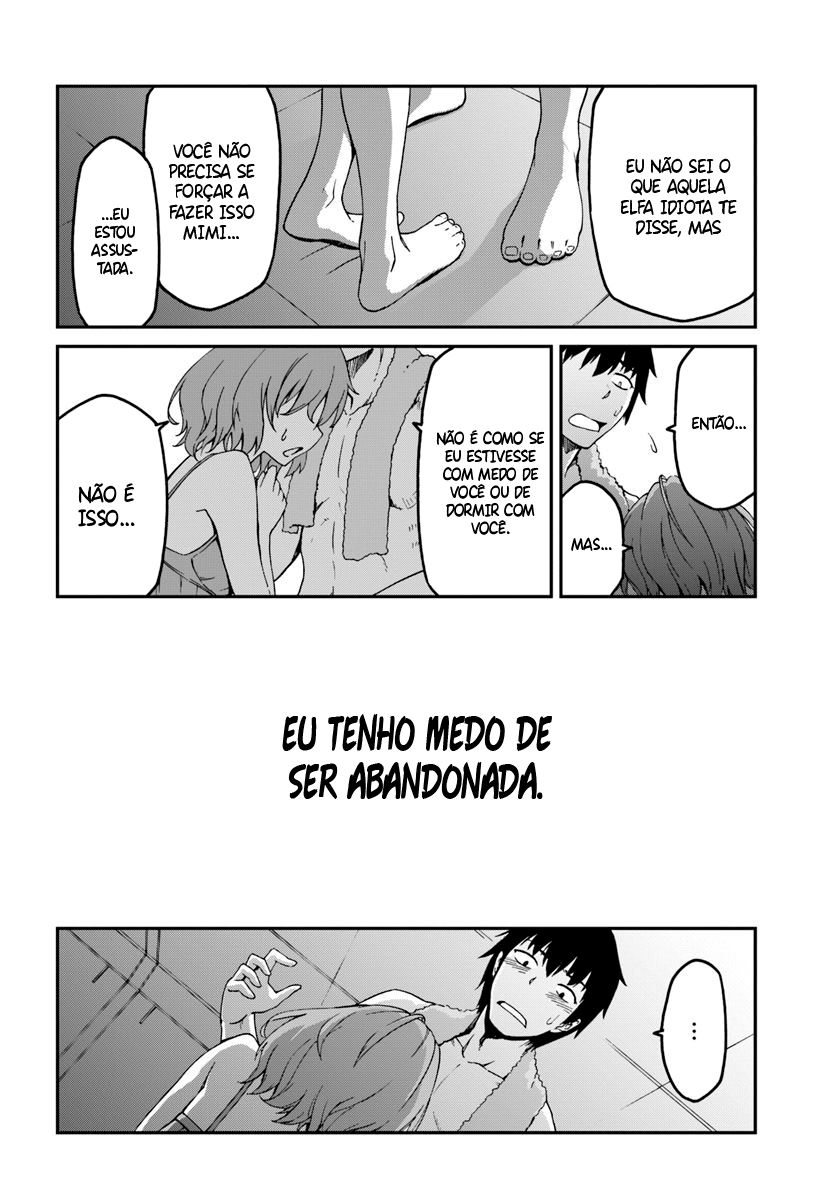 EU NÃO SEI O
QUE AQUELA
ELFA IDIOTA TE
DISSE, MAS
VOCÊ NÃO
PRECISA SE
FORÇAR A
FAZER ISSO
MIMI...
...EU
ESTOU
ASSUS-
TADA.
ENTÃO...
MAS...
NÃO É COMO SE
EU ESTIVESSE
COM MEDO DE
VOCÊ OU DE
DORMIR COM
VOCÊ.
NÃO É
ISSO...
EU TENHO MEDO DE
SER ABANDONADA.
...